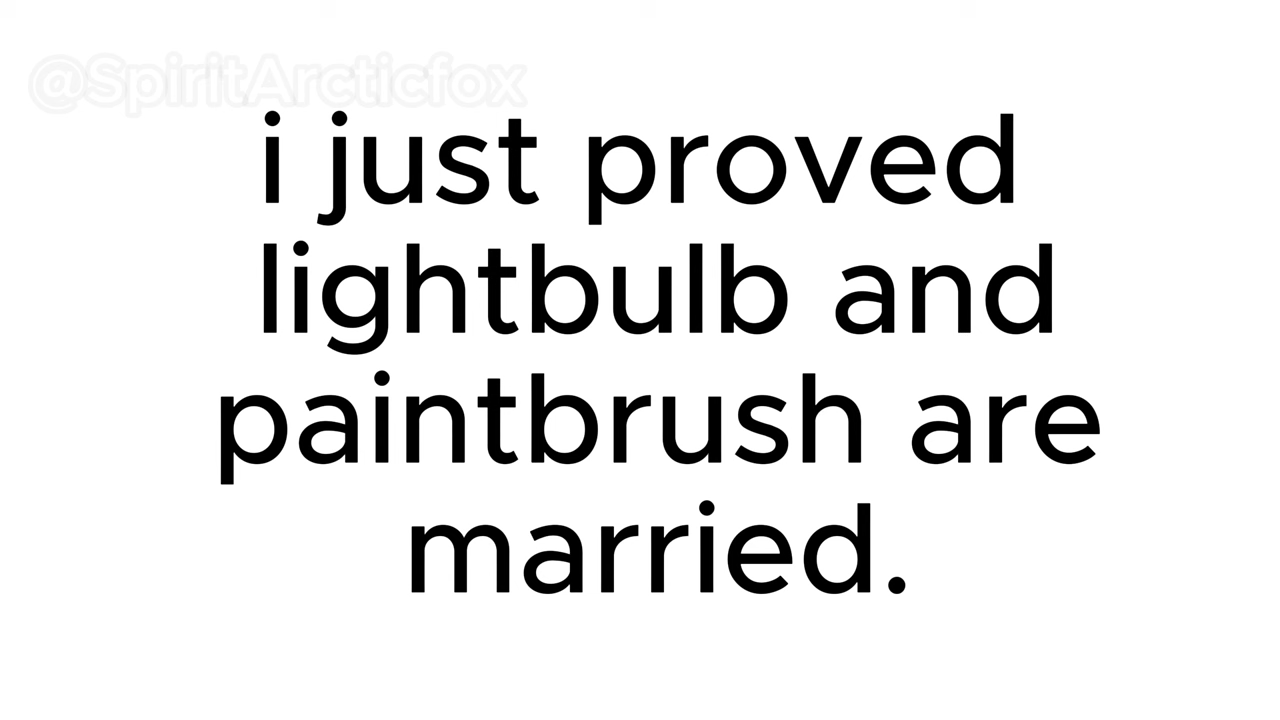 @SpiritArcticfox
i just proved
lightbulb and
paintbrush are
married.